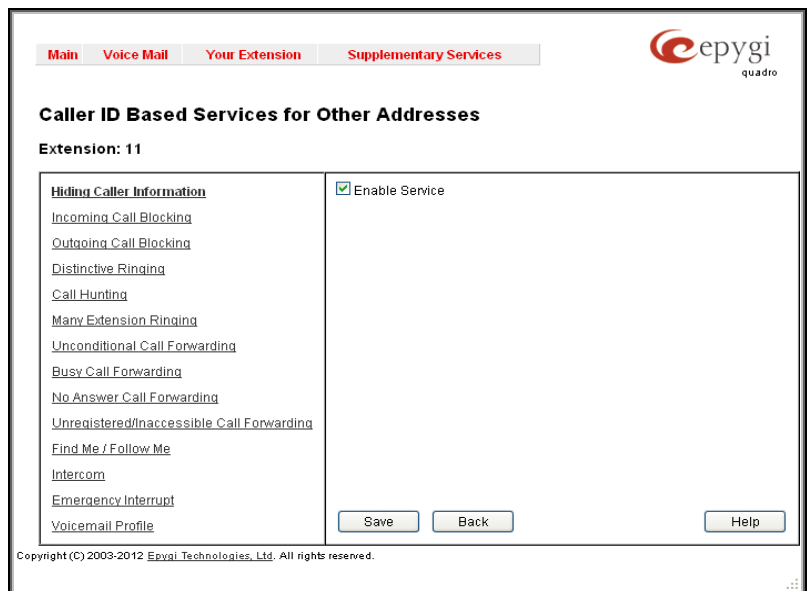 Main Voice Mail Your Extension Supplementary Services
epygi
quadro
Caller ID Based Services for Other Addresses
Extension: 11
Hiding Caller Information
Enable Service
Incoming Call Blocking
Outgoing Call Blocking
Distinctive Ringing
Call Hunting
Many Extension Ringing
Unconditional Call Forwarding
Busy Call Forwarding
No Answer Call Forwarding
Unregistered/Inaccessible Call Forwarding
Find Me / Follow Me
Intercom
Emergency Interrupt
Voicemail Profile
Save Back Help
Copyright (C) 2003-2012 Epygi Technologies, Ltd. All rights reserved.